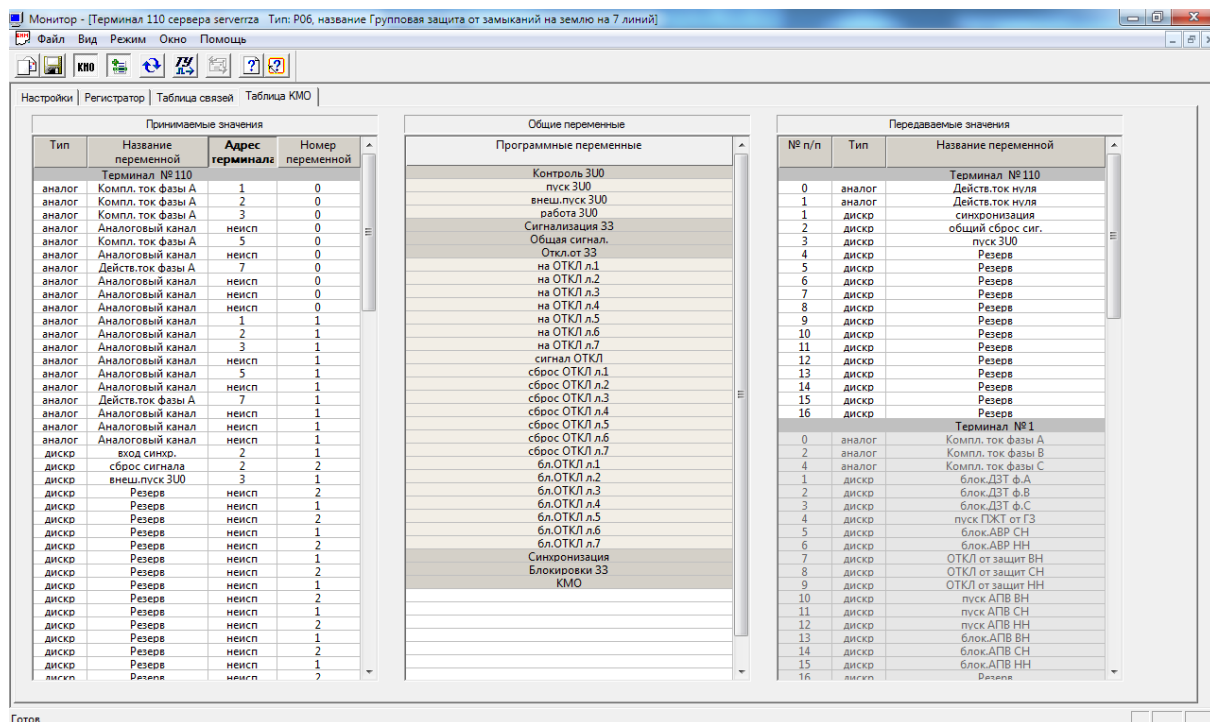 Монитор - [Терминал 110 сервера serverrza Тип: P06, название Групповая защита от замыканий на землю на 7 линий]
Файл Вид Режим Окно Помощь
КМО ТУ
Настройки Регистратор Таблица связей Таблица КМО
Принимаемые значения Общие переменные Передаваемые значения
Тип Название переменной Адрес терминала Номер переменной
Терминал №110
аналог Компл. ток фазы А 1 0
аналог Компл. ток фазы А 2 0
аналог Компл. ток фазы А 3 0
аналог Аналоговый канал неисп 0
аналог Компл. ток фазы А 5 0
аналог Аналоговый канал неисп 0
аналог Действ.ток фазы А 7 0
аналог Аналоговый канал неисп 0
аналог Аналоговый канал неисп 0
аналог Аналоговый канал неисп 0
аналог Аналоговый канал 1 1
аналог Аналоговый канал 2 1
аналог Аналоговый канал 3 1
аналог Аналоговый канал неисп 1
аналог Аналоговый канал 5 1
аналог Аналоговый канал неисп 1
аналог Действ.ток фазы А 7 1
аналог Аналоговый канал неисп 1
аналог Аналоговый канал неисп 1
аналог Аналоговый канал неисп 1
дискр вход синхр. 2 1
дискр сброс сигнала 2 2
дискр внеш.пуск 3U0 3 1
дискр Резерв неисп 2
дискр Резерв неисп 1
дискр Резерв неисп 2
дискр Резерв неисп 1
дискр Резерв неисп 2
дискр Резерв неисп 1
дискр Резерв неисп 2
дискр Резерв неисп 1
дискр Резерв неисп 2
дискр Резерв неисп 1
дискр Резерв неисп 2
дискр Резерв неисп 1
дискр Резерв неисп 2
дискр Резерв неисп 1
дискр Резерв неисп 2
Программные переменные
Контроль 3U0
пуск 3U0
внеш.пуск 3U0
работа 3U0
Сигнализация ЗЗ
Общая сигнал.
Откл.от ЗЗ
на ОТКЛ л.1
на ОТКЛ л.2
на ОТКЛ л.3
на ОТКЛ л.4
на ОТКЛ л.5
на ОТКЛ л.6
на ОТКЛ л.7
сигнал ОТКЛ
сброс ОТКЛ л.1
сброс ОТКЛ л.2
сброс ОТКЛ л.3
сброс ОТКЛ л.4
сброс ОТКЛ л.5
сброс ОТКЛ л.6
сброс ОТКЛ л.7
бл.ОТКЛ л.1
бл.ОТКЛ л.2
бл.ОТКЛ л.3
бл.ОТКЛ л.4
бл.ОТКЛ л.5
бл.ОТКЛ л.6
бл.ОТКЛ л.7
Синхронизация
Блокировки ЗЗ
КМО
№ п/п Тип Название переменной
Терминал №110
0 аналог Действ.ток нуля
1 аналог Действ.ток нуля
1 дискр синхронизация
2 дискр общий сброс сиг.
3 дискр пуск 3U0
4 дискр Резерв
5 дискр Резерв
6 дискр Резерв
7 дискр Резерв
8 дискр Резерв
9 дискр Резерв
10 дискр Резерв
11 дискр Резерв
12 дискр Резерв
13 дискр Резерв
14 дискр Резерв
15 дискр Резерв
16 дискр Резерв
Терминал №1
0 аналог Компл. ток фазы А
2 аналог Компл. ток фазы В
4 аналог Компл. ток фазы С
1 дискр блок.ДЗТ ф.А
2 дискр блок.ДЗТ ф.В
3 дискр блок.ДЗТ ф.С
4 дискр пуск ПЖТ от ГЗ
5 дискр блок.АВР СН
6 дискр блок.АВР НН
7 дискр ОТКЛ от защит ВН
8 дискр ОТКЛ от защит СН
9 дискр ОТКЛ от защит НН
10 дискр пуск АПВ ВН
11 дискр пуск АПВ СН
12 дискр пуск АПВ НН
13 дискр блок.АПВ ВН
14 дискр блок.АПВ СН
15 дискр блок.АПВ НН
16 дискр Резерв
Готов